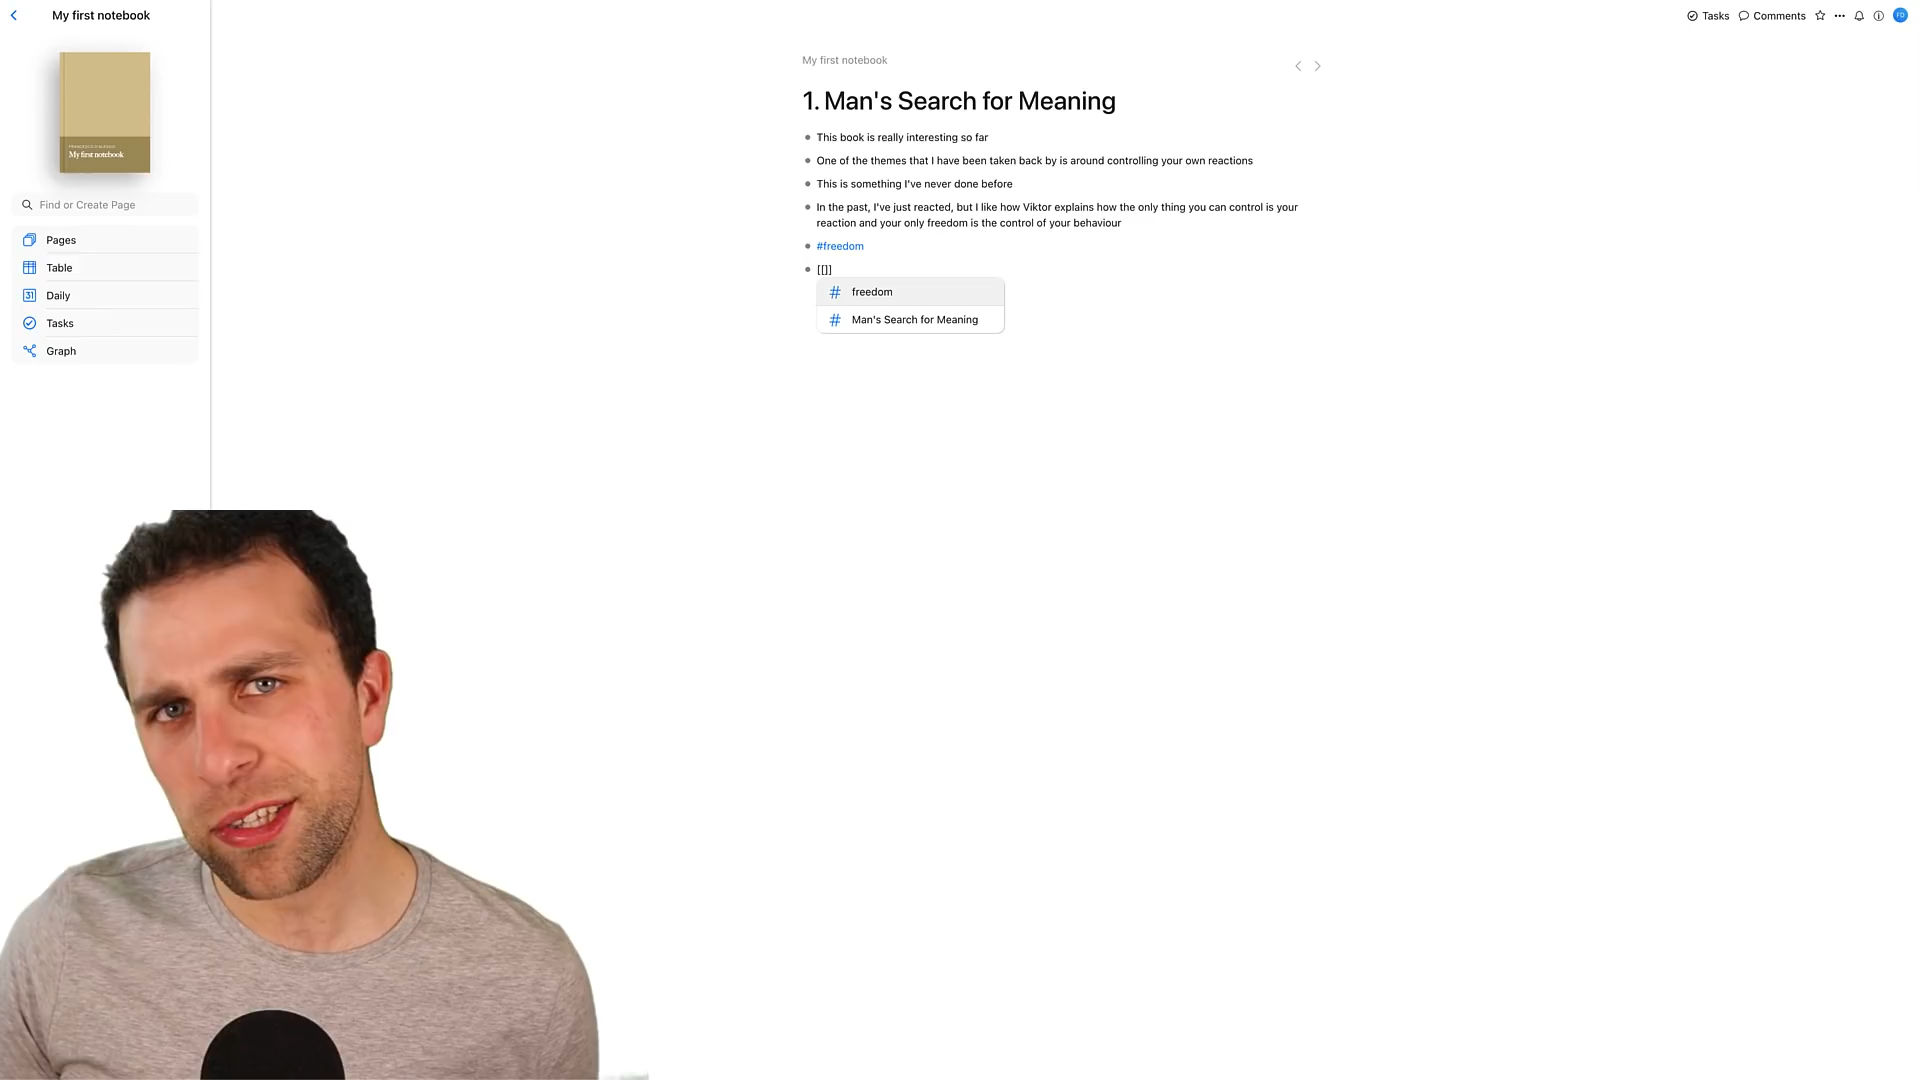 My first notebook
Tasks
Comments
FD
My first notebook
Find or Create Page
Pages
Table
31
Daily
Tasks
Graph
My first notebook
1. Man's Search for Meaning
This book is really interesting so far
One of the themes that I have been taken back by is around controlling your own reactions
This is something I've never done before
In the past, I've just reacted, but I like how Viktor explains how the only thing you can control is your
reaction and your only freedom is the control of your behaviour
#freedom
[[]]
# freedom
# Man's Search for Meaning